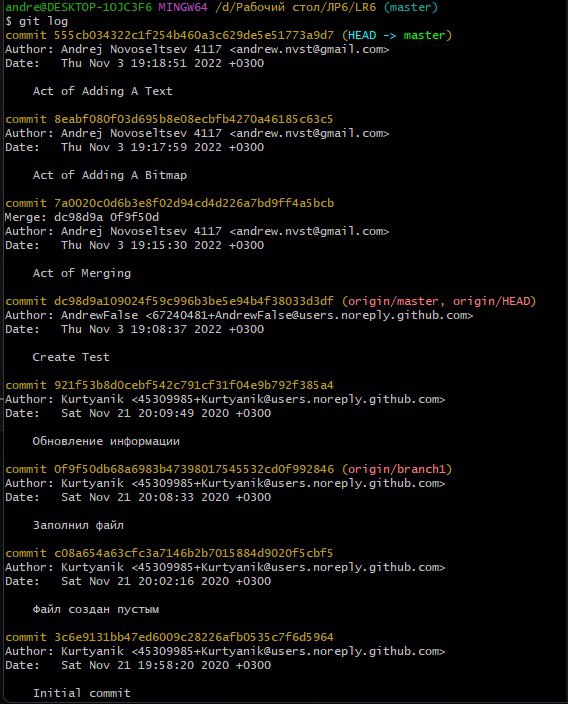 andre@DESKTOP-1OJC3F6 MINGW64 /d/Рабочий стол/ЛР6/LR6 (master)
$ git log
commit 555cb034322c1f254b460a3c629de5e51773a9d7 (HEAD -> master)
Author: Andrej Novoseltsev 4117 <andrew.nvst@gmail.com>
Date:   Thu Nov 3 19:18:51 2022 +0300
Act of Adding A Text
commit 8eabf080f03d695b8e08ecbfb4270a46185c63c5
Author: Andrej Novoseltsev 4117 <andrew.nvst@gmail.com>
Date:   Thu Nov 3 19:17:59 2022 +0300
Act of Adding A Bitmap
commit 7a0020c0d6b3e8f02d94cd4d226a7bd9ff4a5bcb
Merge: dc98d9a 0f9f50d
Author: Andrej Novoseltsev 4117 <andrew.nvst@gmail.com>
Date:   Thu Nov 3 19:15:30 2022 +0300
Act of Merging
commit dc98d9a109024f59c996b3be5e94b4f38033d3df (origin/master, origin/HEAD)
Author: AndrewFalse <67240481+AndrewFalse@users.noreply.github.com>
Date:   Thu Nov 3 19:08:37 2022 +0300
Create Test
commit 921f53b8d0cebf542c791cf31f04e9b792f385a4
Author: Kurtyanik <45309985+Kurtyanik@users.noreply.github.com>
Date:   Sat Nov 21 20:09:49 2020 +0300
Обновление информации
commit 0f9f50db68a6983b47398017545532cd0f992846 (origin/branch1)
Author: Kurtyanik <45309985+Kurtyanik@users.noreply.github.com>
Date:   Sat Nov 21 20:08:33 2020 +0300
Заполнил файл
commit c08a654a63cfc3a7146b2b7015884d9020f5cbf5
Author: Kurtyanik <45309985+Kurtyanik@users.noreply.github.com>
Date:   Sat Nov 21 20:02:16 2020 +0300
Файл создан пустым
commit 3c6e9131bb47ed6009c28226afb0535c7f6d5964
Author: Kurtyanik <45309985+Kurtyanik@users.noreply.github.com>
Date:   Sat Nov 21 19:58:20 2020 +0300
Initial commit